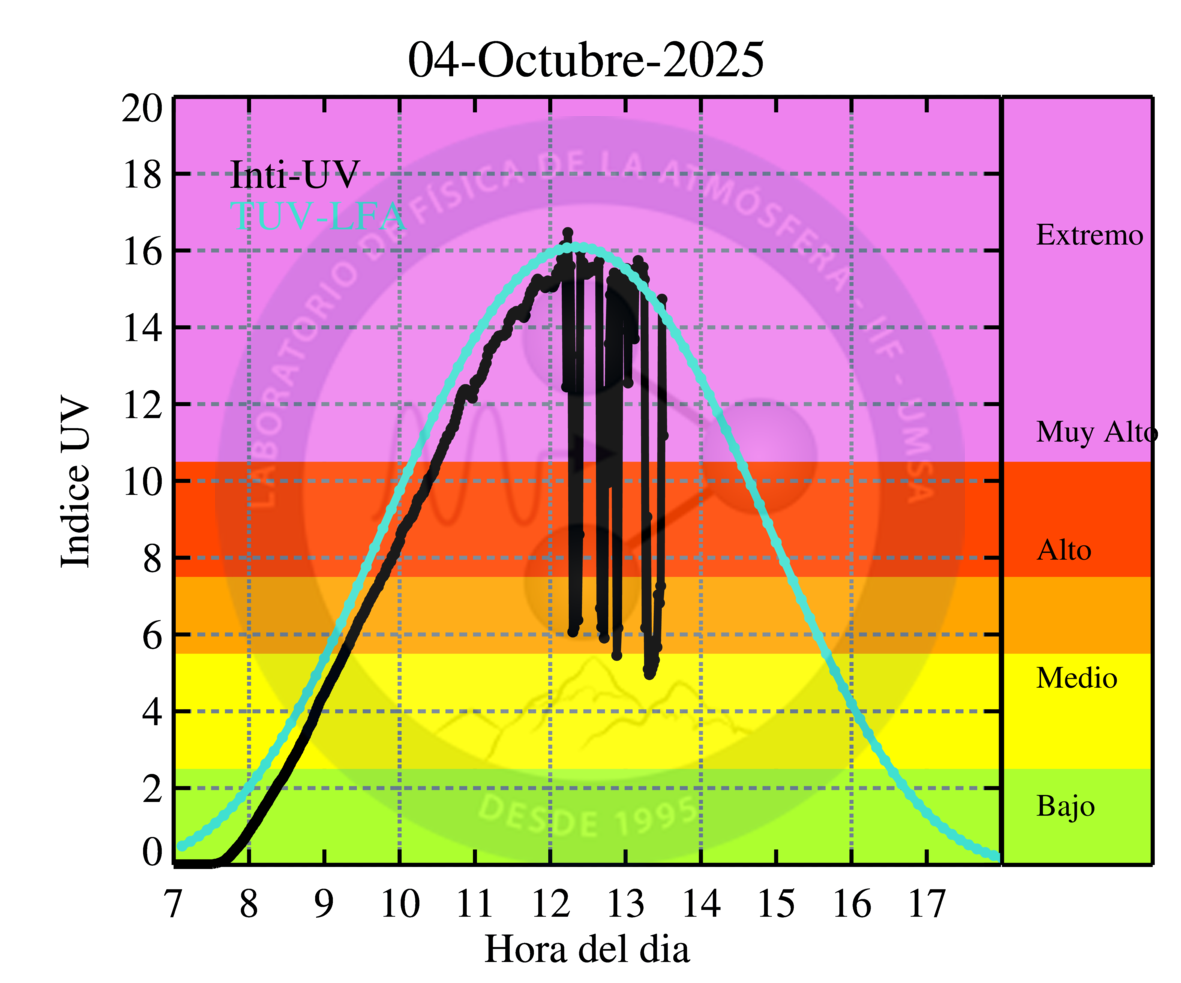 04-Octubre-2025
20
18
16
14
12
10
8
6
4
2
0
Indice UV
Inti-UV
TUV-LFA
LABORATORIO DE FÍSICA DE LA ATMÓSFERA - IIF - UMSA
DESDE 1995
Extremo
Muy Alto
Alto
Medio
Bajo
7 8 9 10 11 12 13 14 15 16 17
Hora del dia